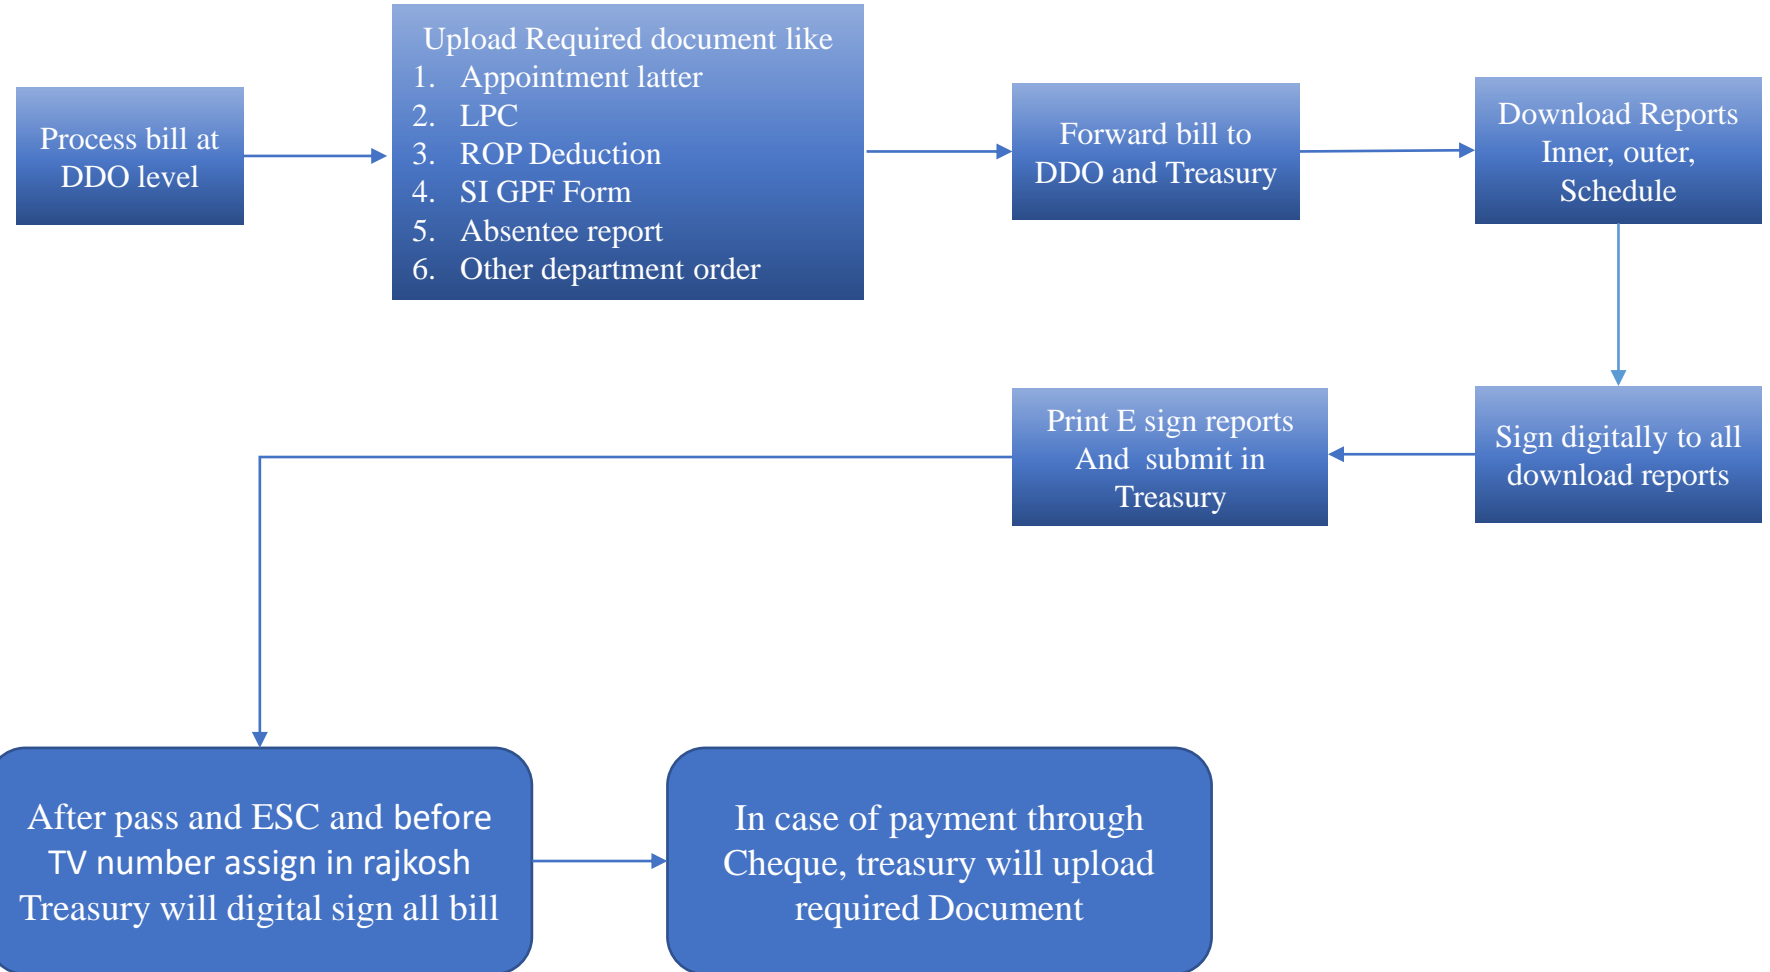 Process bill at
DDO level
Upload Required document like
1. Appointment latter
2. LPC
3. ROP Deduction
4. SI GPF Form
5. Absentee report
6. Other department order
Forward bill to
DDO and Treasury
Download Reports
Inner, outer,
Schedule
Sign digitally to all
download reports
Print E sign reports
And submit in
Treasury
After pass and ESC and before
TV number assign in rajkosh
Treasury will digital sign all bill
In case of payment through
Cheque, treasury will upload
required Document